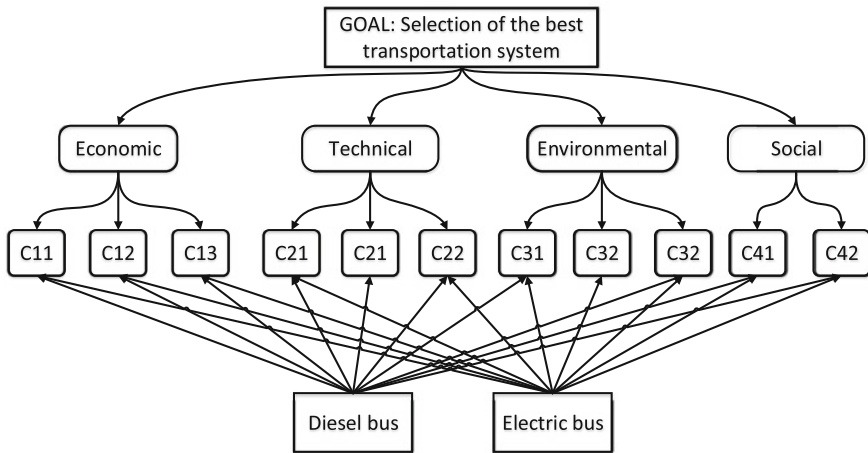 GOAL: Selection of the best
transportation system
Economic
Technical
Environmental
Social
C11
C12
C13
C21
C21
C22
C31
C32
C32
C41
C42
Diesel bus
Electric bus